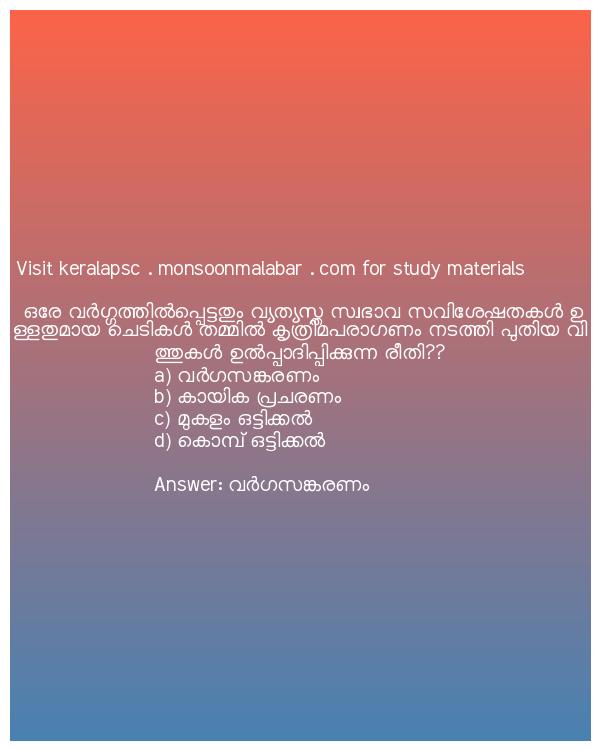 Visit keralapsc . monsoonmalabar . com for study materials
ഒരേ വർഗ്ഗത്തിൽപ്പെട്ടതും വ്യത്യസ്ത സ്വഭാവ സവിശേഷതകൾ ഉ
ള്ളതുമായ ചെടികൾ തമ്മിൽ കൃത്രിമപരാഗണം നടത്തി പുതിയ വി
ത്തുകൾ ഉൽപ്പാദിപ്പിക്കുന്ന രീതി??
a) വർഗസങ്കരണം
b) കായിക പ്രചരണം
c) മുകളം ഒട്ടിക്കൽ
d) കൊമ്പ് ഒട്ടിക്കൽ
Answer: വർഗസങ്കരണം